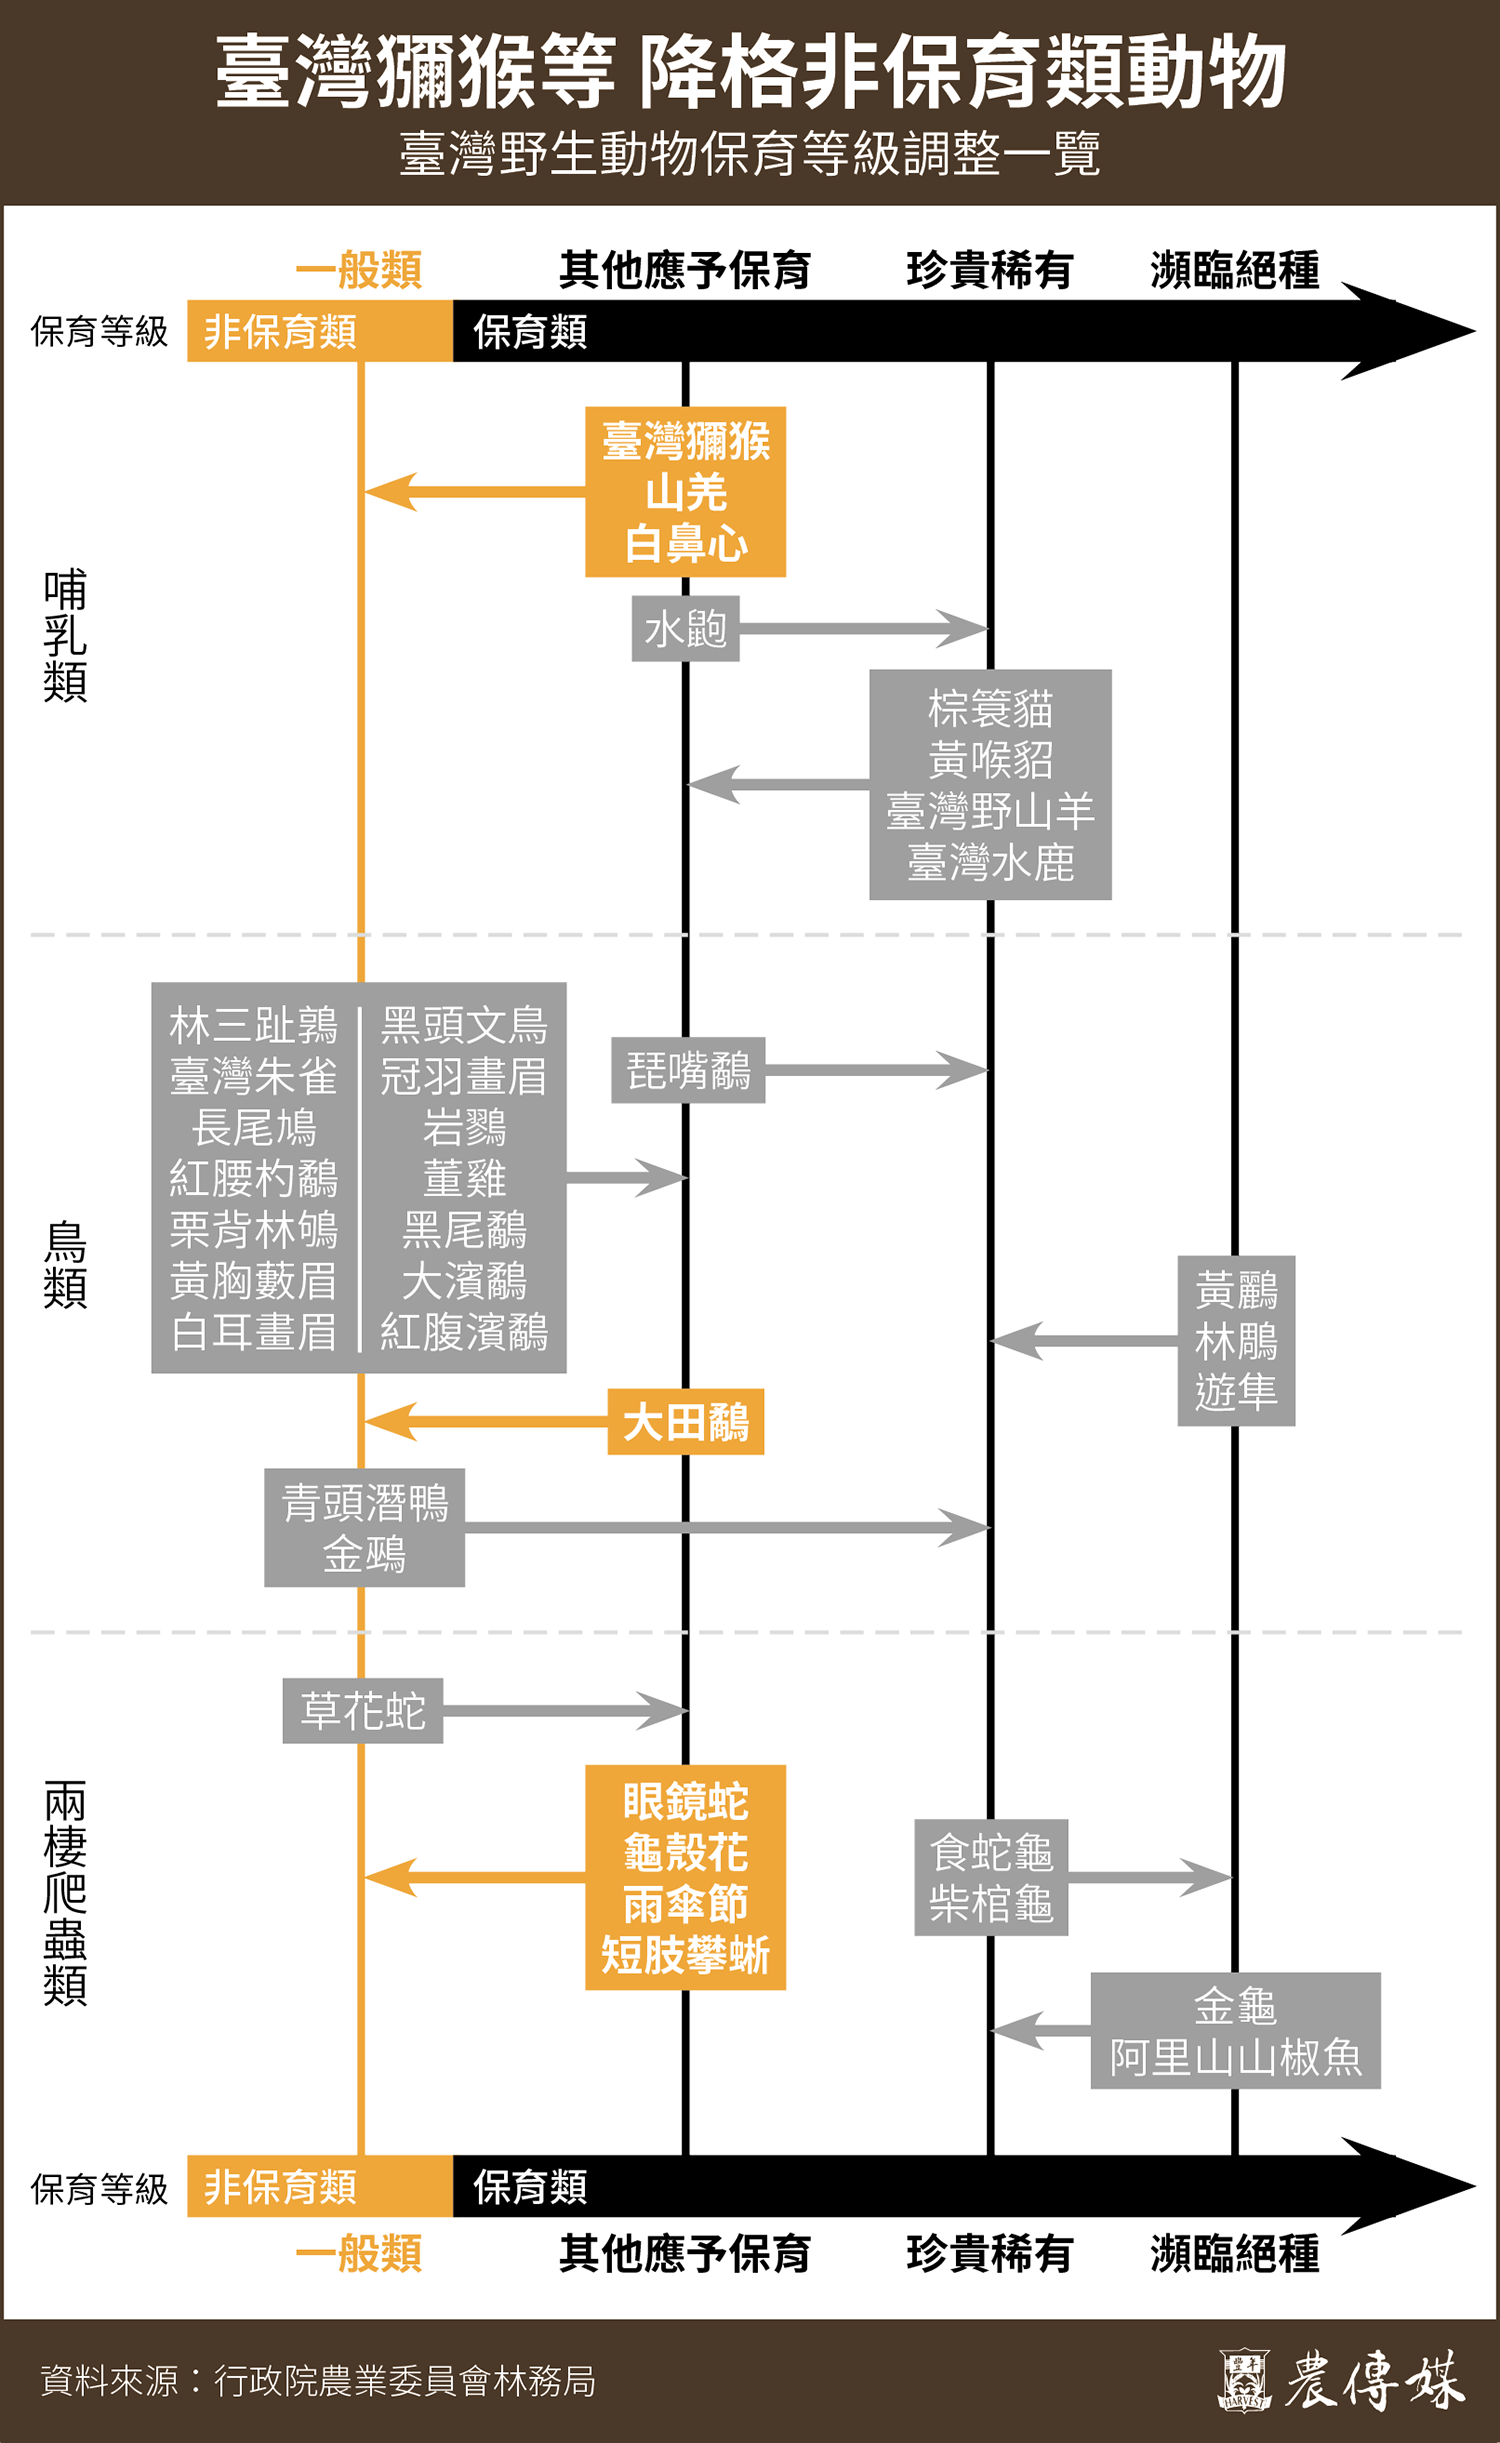 臺灣獼猴等 降格非保育類動物
臺灣野生動物保育等級調整一覽
一般類
其他應予保育
珍貴稀有
瀕臨絕種
保育等級
非保育類
保育類
哺乳類
臺灣獼猴
山羌
白鼻心
水鼩
棕簑貓
黃喉貂
臺灣野山羊
臺灣水鹿
鳥類
林三趾鶉
臺灣朱雀
長尾鳩
紅腰杓鷸
栗背林鴝
黃胸藪眉
白耳畫眉
黑頭文鳥
冠羽畫眉
岩鷚
董雞
黑尾鷸
大濱鷸
紅腹濱鷸
琵嘴鷸
黃鸝
林鵰
遊隼
大田鷸
青頭潛鴨
金鵐
兩棲爬蟲類
草花蛇
眼鏡蛇
龜殼花
雨傘節
短肢攀蜥
食蛇龜
柴棺龜
金龜
阿里山山椒魚
保育等級
非保育類
保育類
一般類
其他應予保育
珍貴稀有
瀕臨絕種
資料來源：行政院農業委員會林務局
豐年
HARVEST
農傳媒